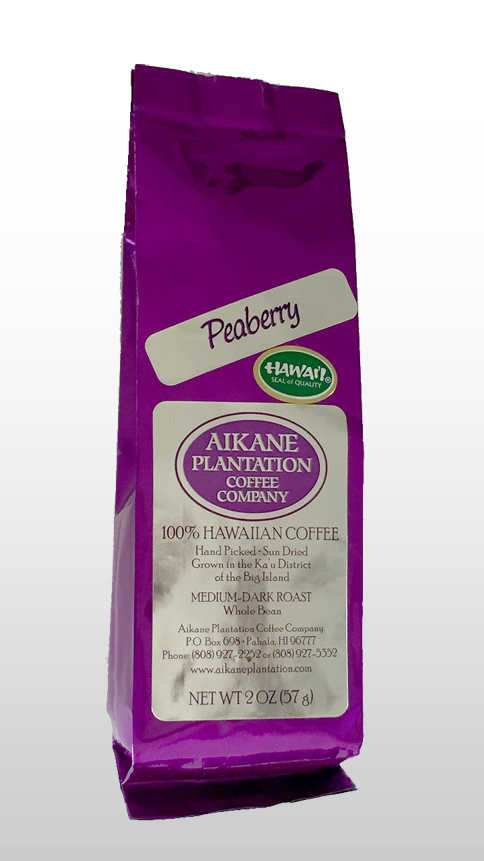 Peaberry
HAWAI'I®
SEAL of QUALITY
AIKANE
PLANTATION
COFFEE
COMPANY
100% HAWAIIAN COFFEE
Hand Picked • Sun Dried
Grown in the Ka'u District
of the Big Island
MEDIUM-DARK ROAST
Whole Bean
Aikane Plantation Coffee Company
P.O. Box 698 • Pahala, HI 96777
Phone: (808) 927-2252 or (808) 927-5352
www.aikaneplantation.com
NET WT 2 OZ (57 g)